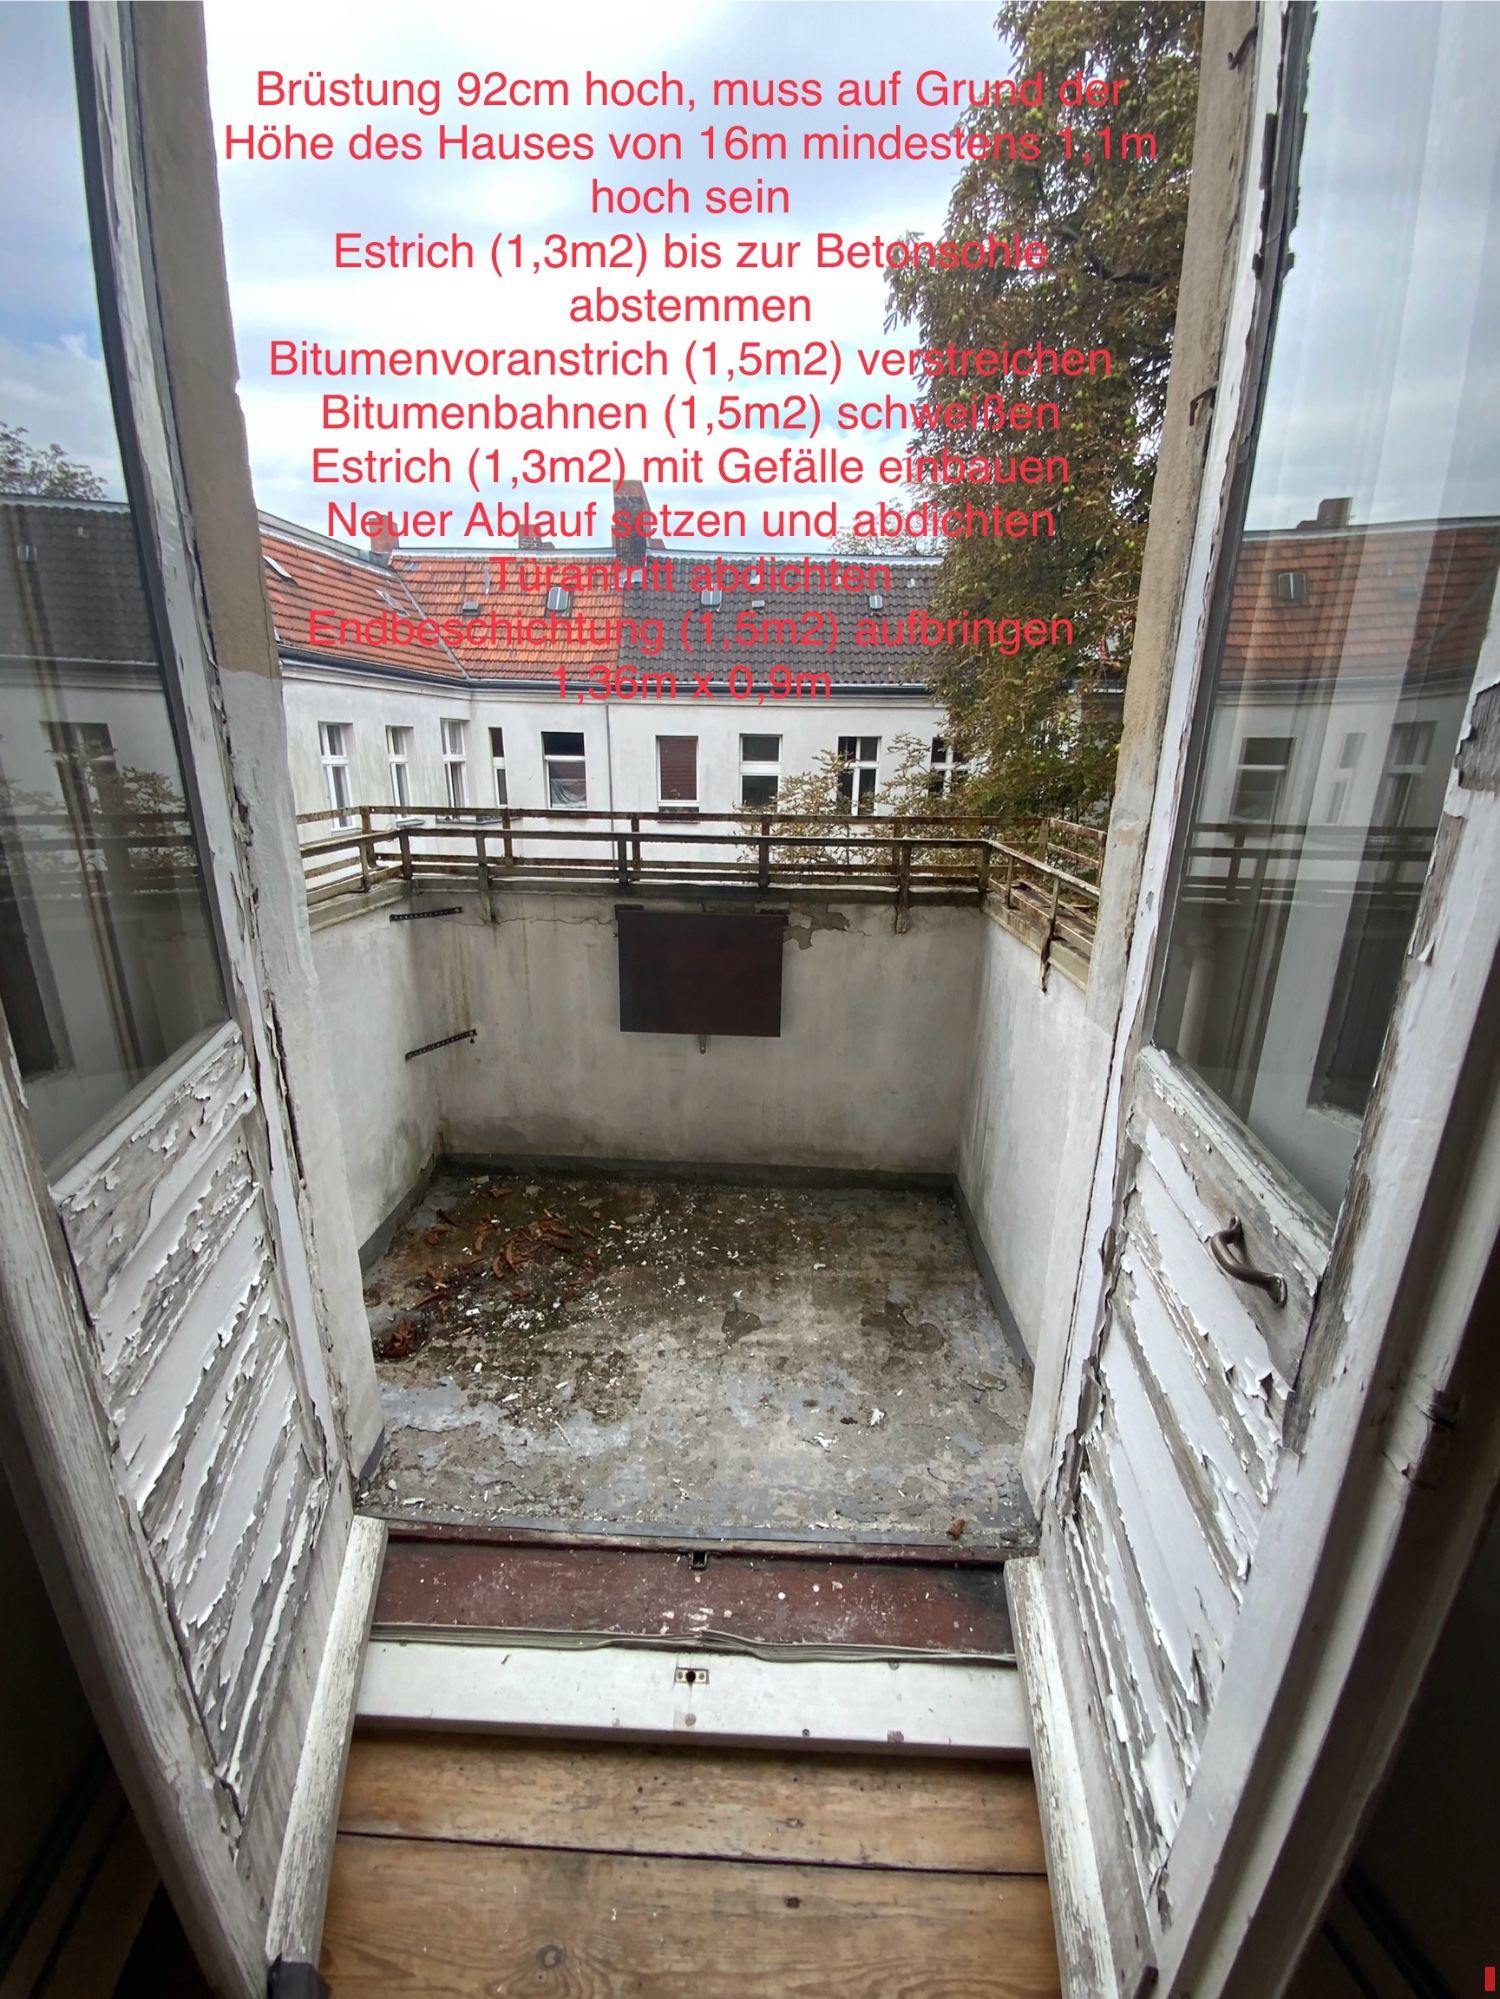 Brüstung 92cm hoch, muss auf Grund der
Höhe des Hauses von 16m mindestens 1,1m
hoch sein
Estrich (1,3m2) bis zur Betonsohle
abstemmen
Bitumenvoranstrich (1,5m2) verstreichen
Bitumenbahnen (1,5m2) schweißen
Estrich (1,3m2) mit Gefälle einbauen
Neuer Ablauf setzen und abdichten
Türantritt abdichten
Endbeschichtung (1,5m2) aufbringen
1,36m x 0,9m